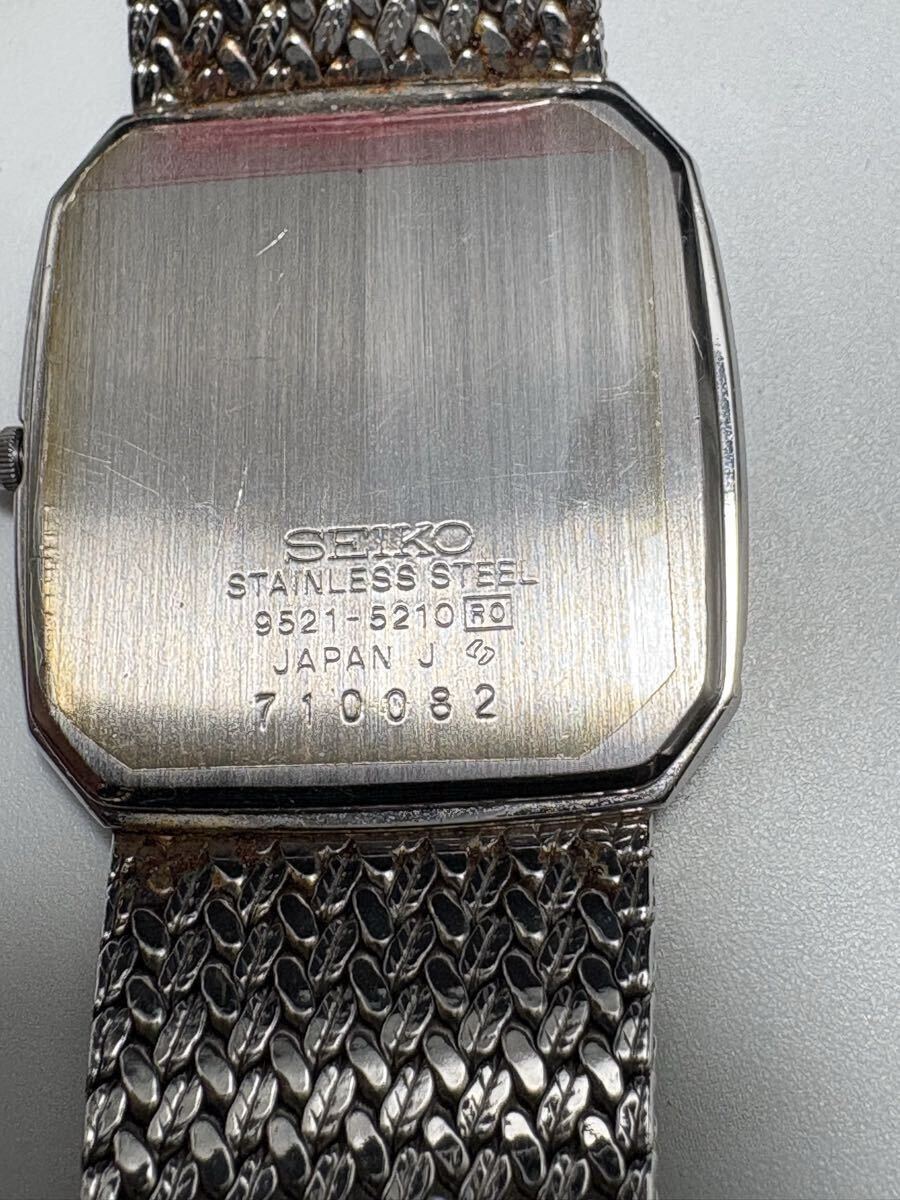 SEIKO
STAINLESS STEEL
9521-5210 RO
JAPAN J
710082